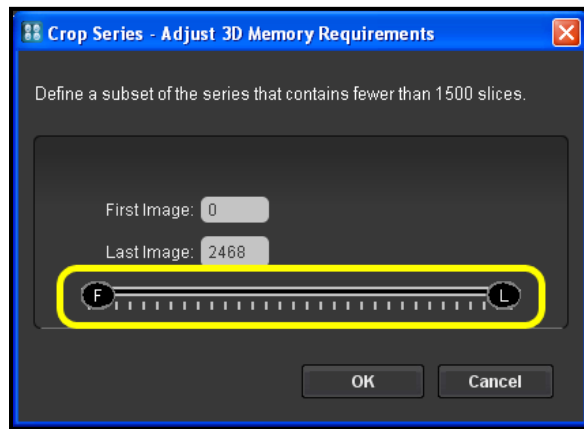 Crop Series - Adjust 3D Memory Requirements
Define a subset of the series that contains fewer than 1500 slices.
First Image: 0
Last Image: 2468
F L
OK Cancel